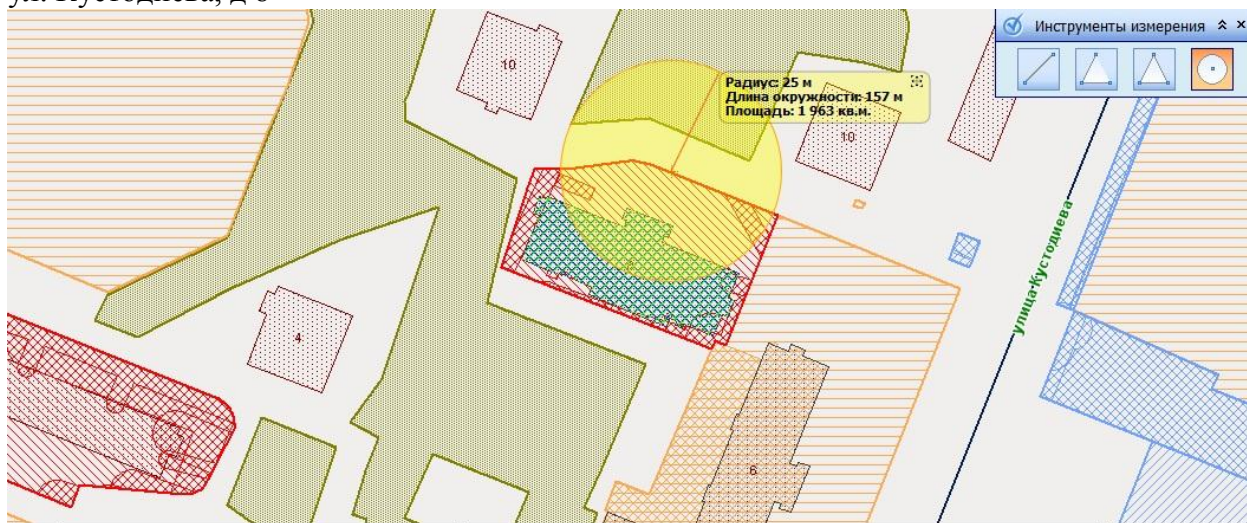 ул. Кустодиева, д 8
Инструменты измерения
10
Радиус: 25 м
Длина окружности: 157 м
Площадь: 1 963 кв.м.
10
улица Кустодиева
4
6